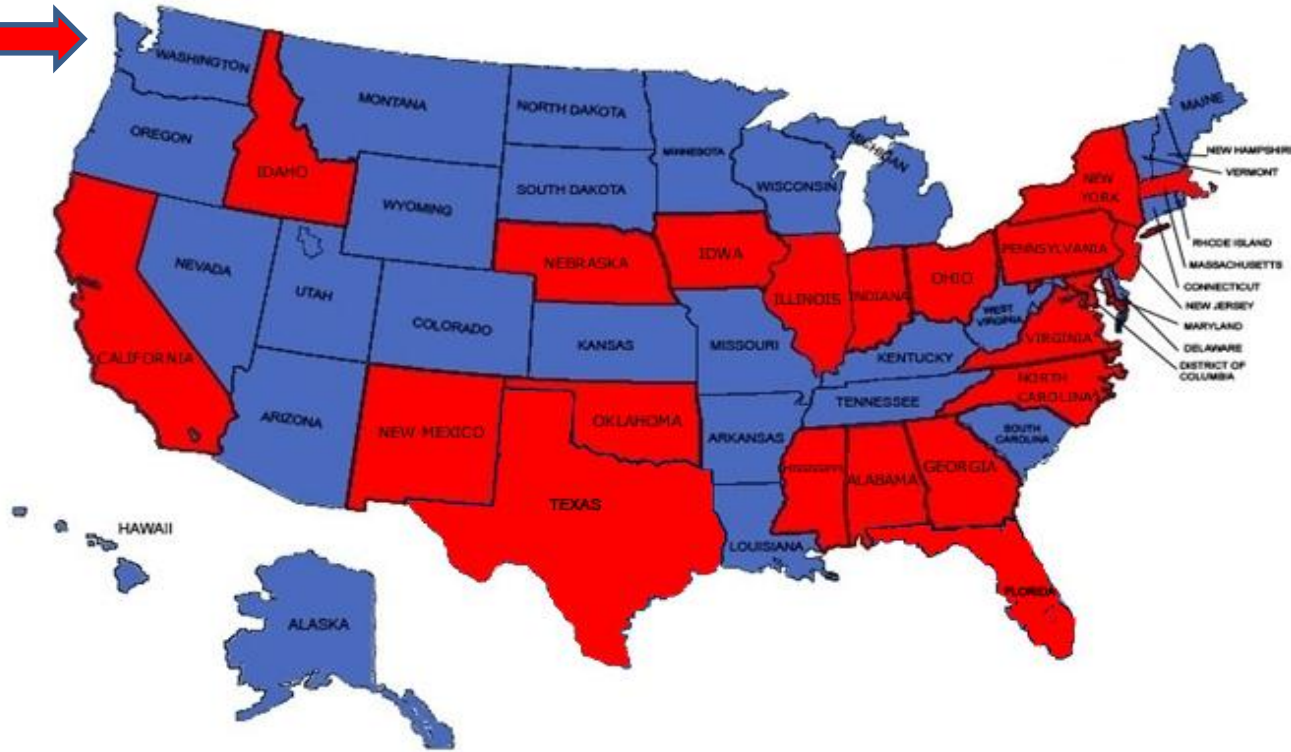 WASHINGTON
MONTANA
NORTH DAKOTA
MINNESOTA
MICHIGAN
MAINE
OREGON
IDAHO
SOUTH DAKOTA
WISCONSIN
NEW HAMPSHIRE
VERMONT
NEW
YORK
WYOMING
NEVADA
NEBRASKA
IDWA
ILLINOIS
INDIANA
OHIO
PENNSYLVANIA
RHCOE ISLAND
MASSACHUSETTS
CONNECTICUT
NEW JERSEY
MARYLAND
DELAWARE
DISTRICT OF
COLUMBIA
UTAH
COLORADO
KANSAS
MISSOURI
KENTUCKY
WEST
VIRGINIA
VIRGINIA
CALIFORNIA
ARIZONA
NEW MEXICO
OKLAHOMA
ARKANSAS
TENNESSEE
NORTH
CAROLINA
SOUTH
CAROLINA
MISSISSIPPI
ALABAMA
GEORGIA
TEXAS
LOUISIANA
FLORIDA
HAWAII
ALASKA